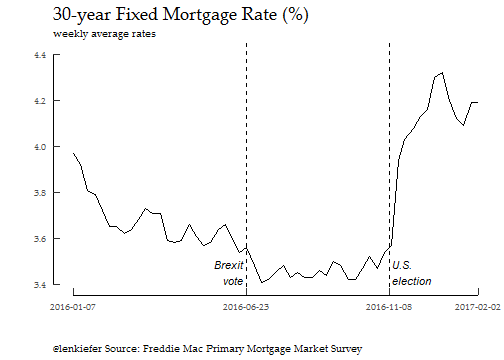 30-year Fixed Mortgage Rate (%)
weekly average rates
4.4
4.2
4.0
3.8
3.6
3.4
Brexit
vote
U.S.
election
2016-01-07
2016-06-23
2016-11-08
2017-02-02
@lenkiefer Source: Freddie Mac Primary Mortgage Market Survey